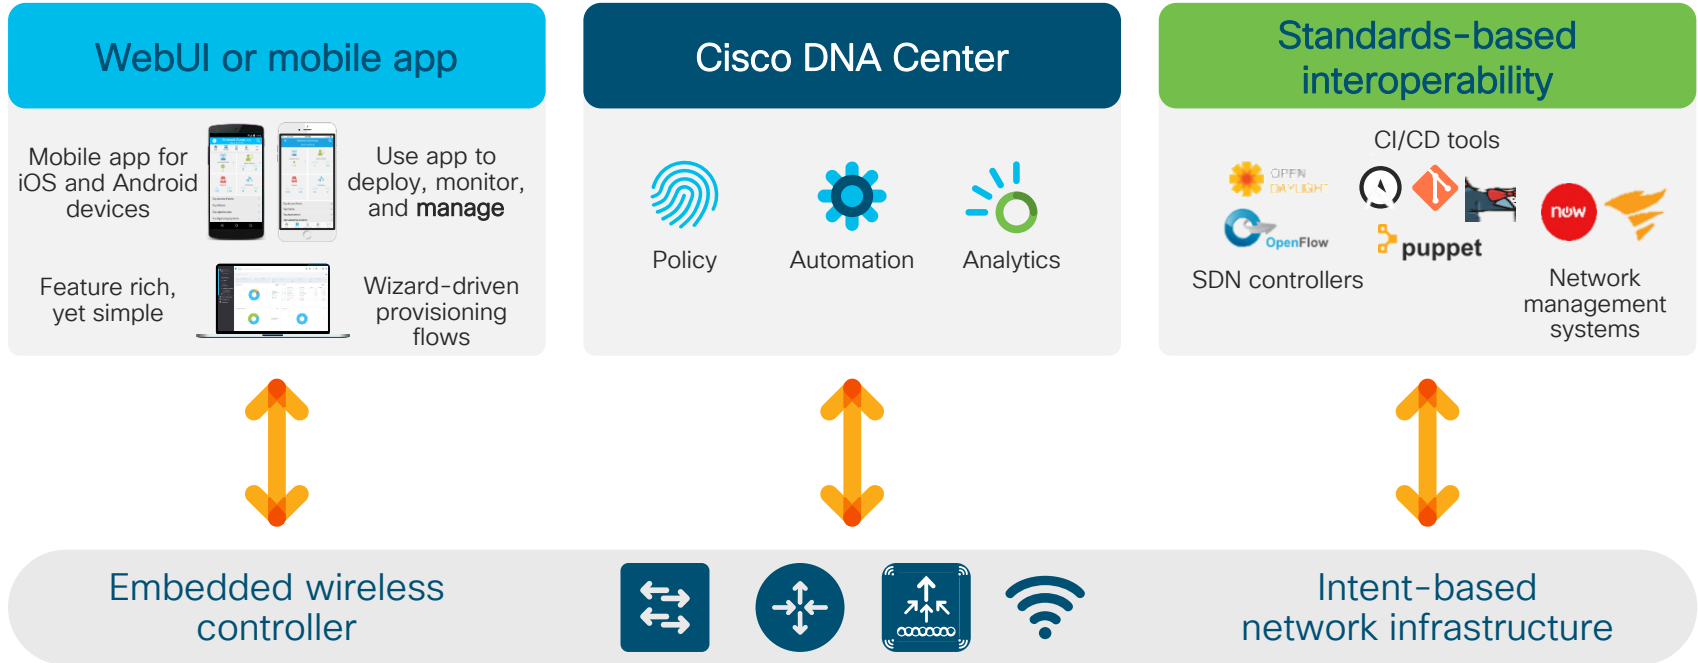 WebUI or mobile app
Mobile app for
iOS and Android
devices
Use app to
deploy, monitor,
and manage
Feature rich,
yet simple
Wizard-driven
provisioning
flows
Cisco DNA Center
Policy
Automation
Analytics
Standards-based
interoperability
CI/CD tools
OPEN
DAYLIGHT
OpenFlow
SDN controllers
puppet
now
Network
management
systems
Embedded wireless
controller
Intent-based
network infrastructure